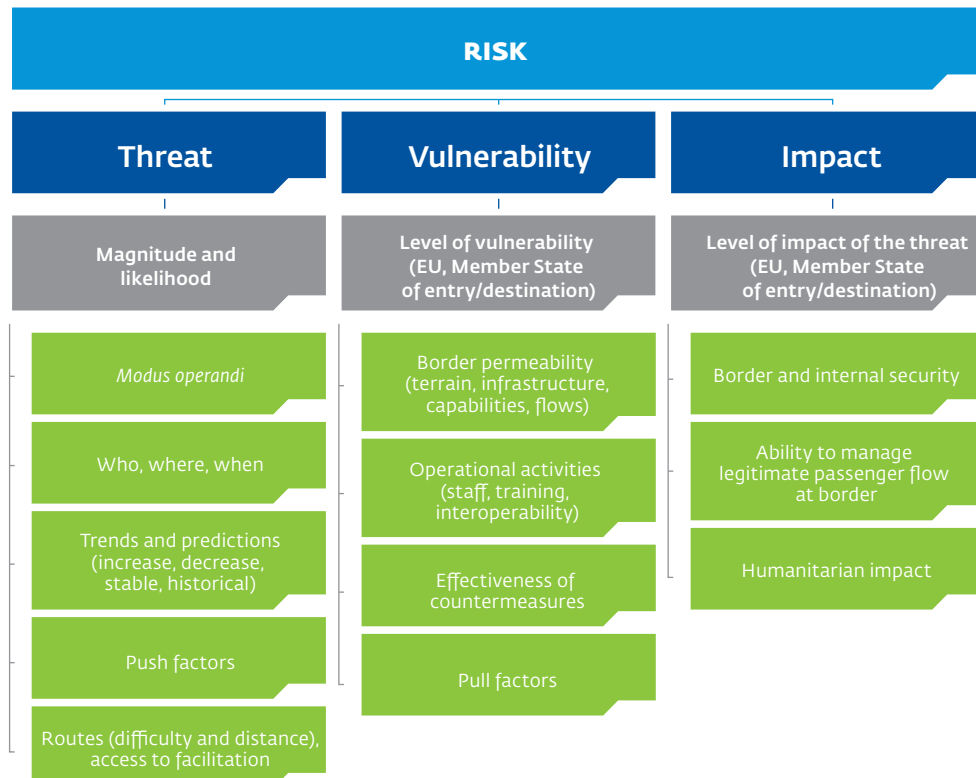 RISK
Threat
Magnitude and
likelihood
Modus operandi
Who, where, when
Trends and predictions
(increase, decrease,
stable, historical)
Push factors
Routes (difficulty and distance),
access to facilitation
Vulnerability
Level of vulnerability
(EU, Member State
of entry/destination)
Border permeability
(terrain, infrastructure,
capabilities, flows)
Operational activities
(staff, training,
interoperability)
Effectiveness of
countermeasures
Pull factors
Impact
Level of impact of the threat
(EU, Member State
of entry/destination)
Border and internal security
Ability to manage
legitimate passenger flow
at border
Humanitarian impact